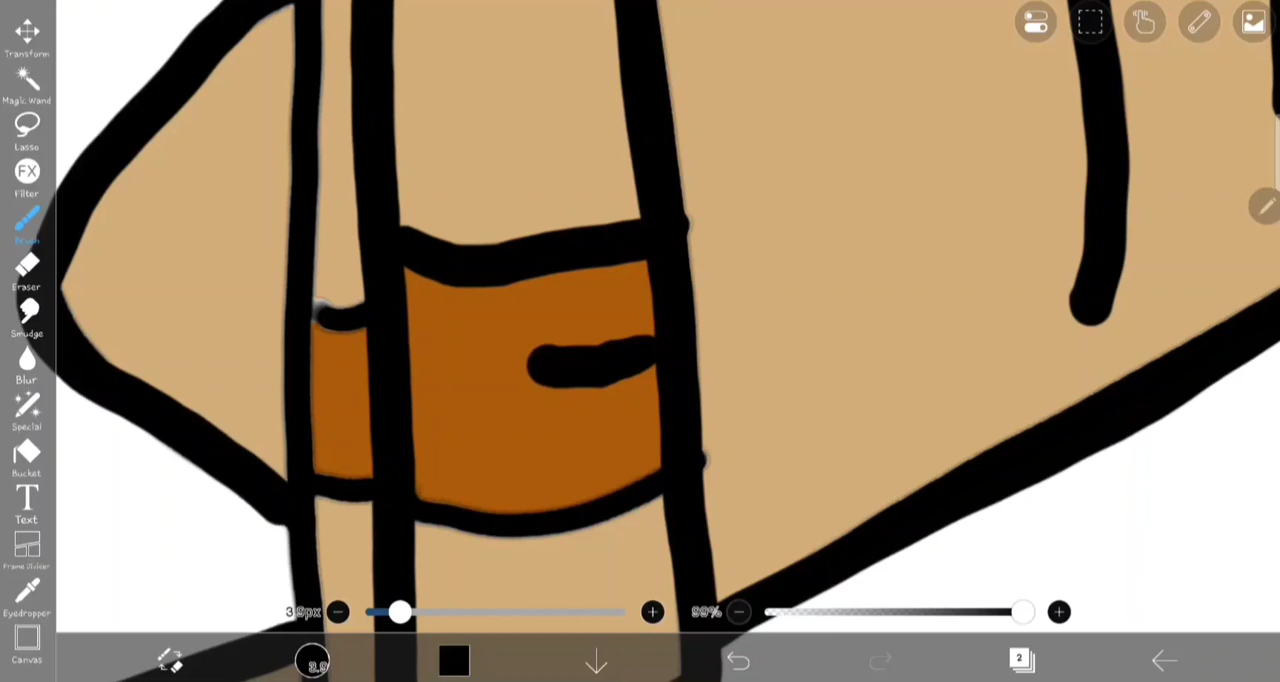 Transform
Magic Wand
Lasso
FX
Filter
Brush
Eraser
Smudge
Blur
Special
Bucket
T
Text
Frame Divider
Eyedropper
Canvas
3.9px
99%
3.9
2